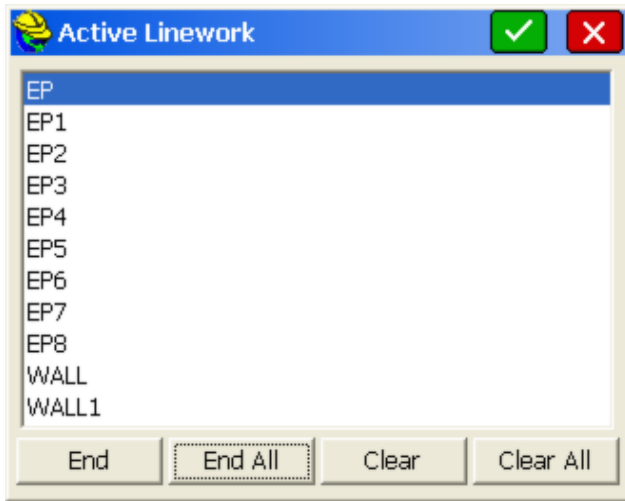 Active Linework
EP
EP1
EP2
EP3
EP4
EP5
EP6
EP7
EP8
WALL
WALL1
End End All Clear Clear All